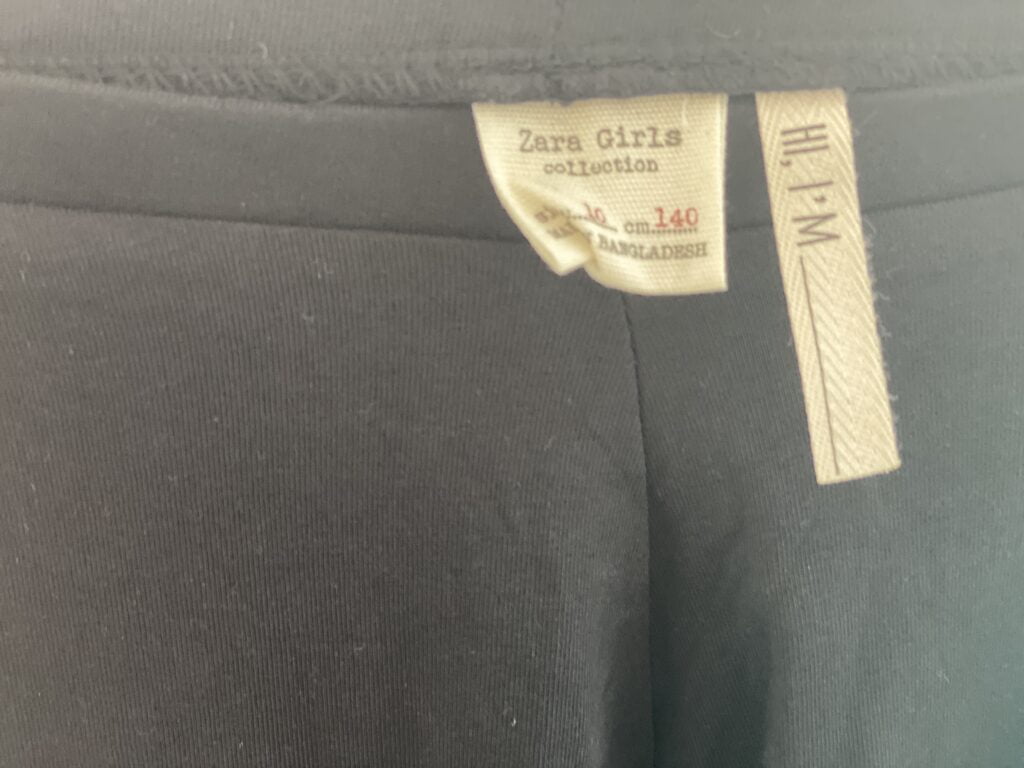 Zara Girls
collection
10 cm.140
BANGLADESH
HI, I'M